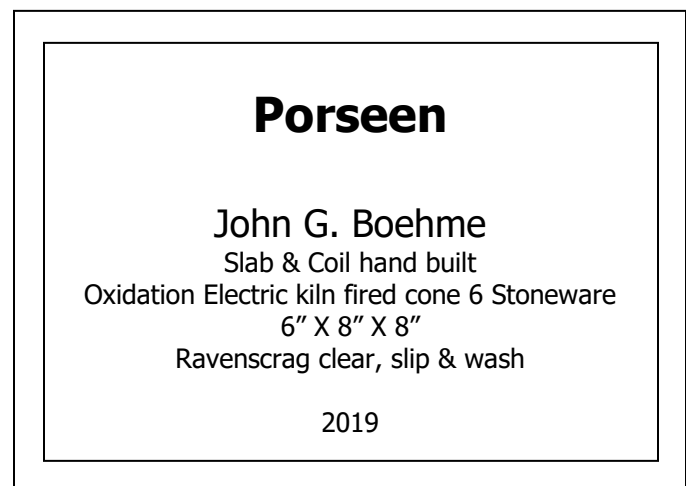 Porseen
John G. Boehme
Slab & Coil hand built
Oxidation Electric kiln fired cone 6 Stoneware
6” X 8” X 8”
Ravenscrag clear, slip & wash
2019